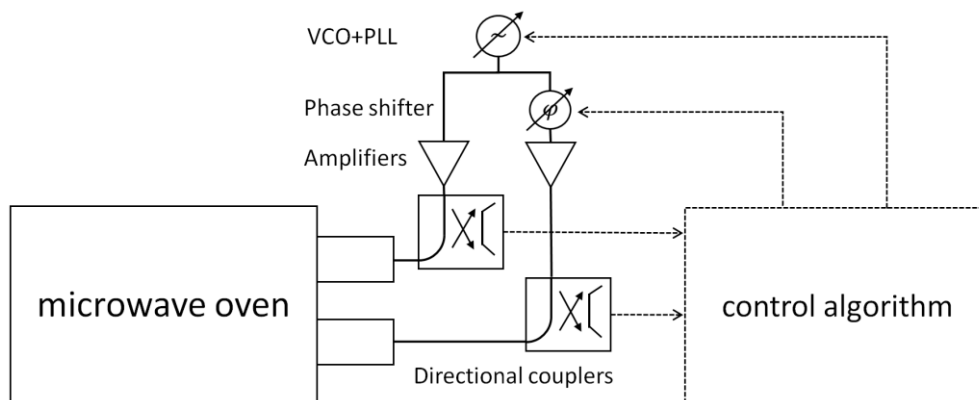 VCO+PLL
~
Phase shifter
φ
Amplifiers
microwave oven
control algorithm
Directional couplers